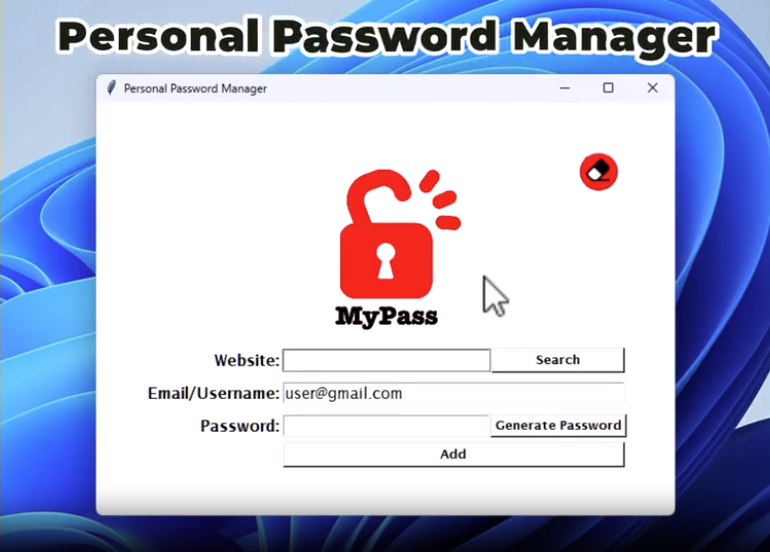 Personal Password Manager
Personal Password Manager
MyPass
Website: Search
Email/Username: user@gmail.com
Password: Generate Password
Add